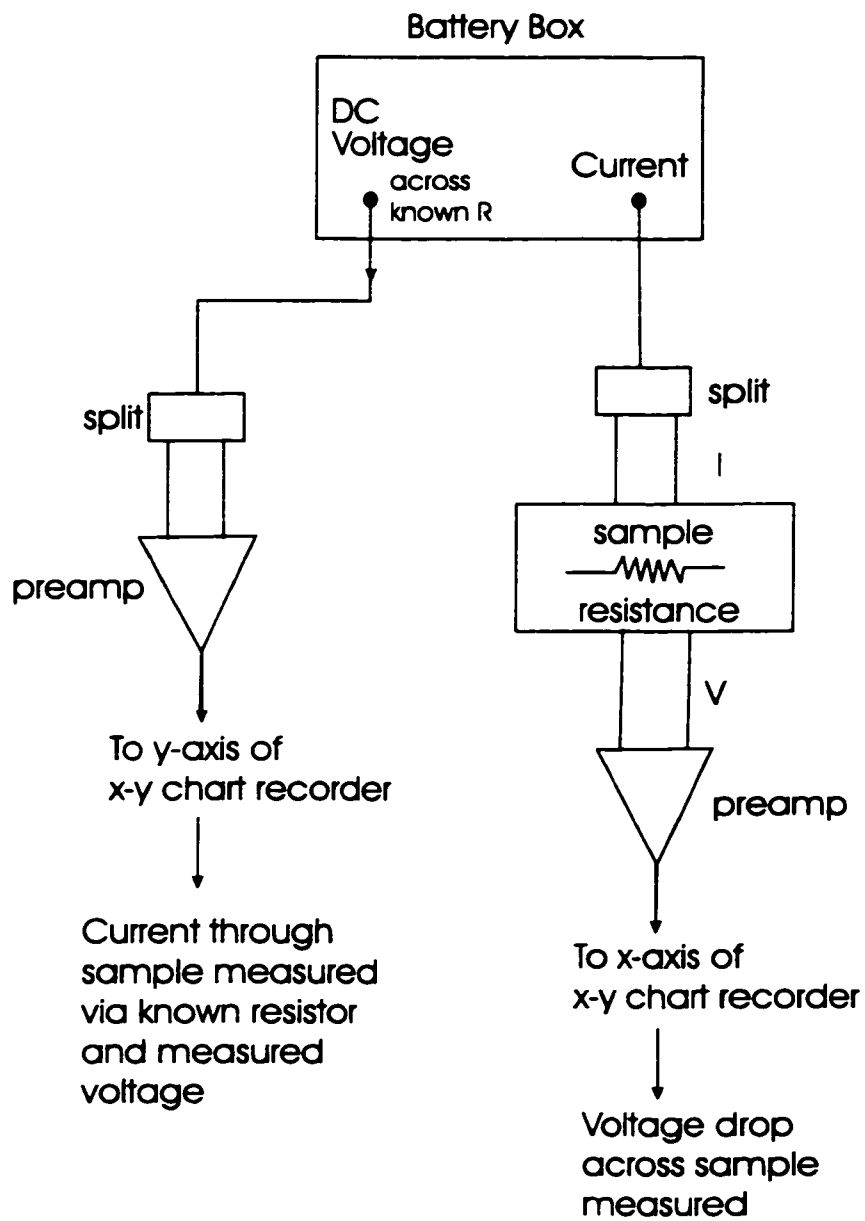 Battery Box
DC
Voltage
across
known R
Current
split
preamp
To y-axis of
x-y chart recorder
Current through
sample measured
via known resistor
and measured
voltage
split
I
sample
resistance
V
preamp
To x-axis of
x-y chart recorder
Voltage drop
across sample
measured